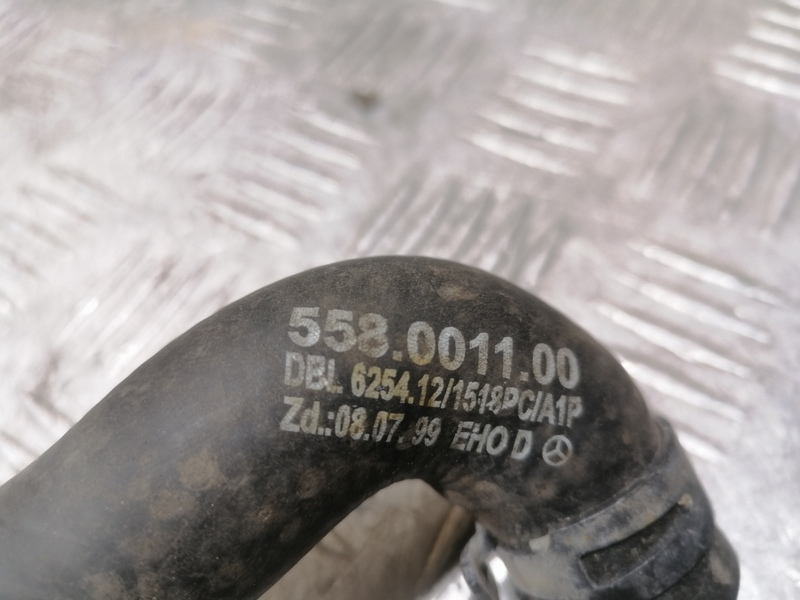 558.0011.00
DBL 6254.12/1518PC/A1P
Zd.:08.07.99 EHO D